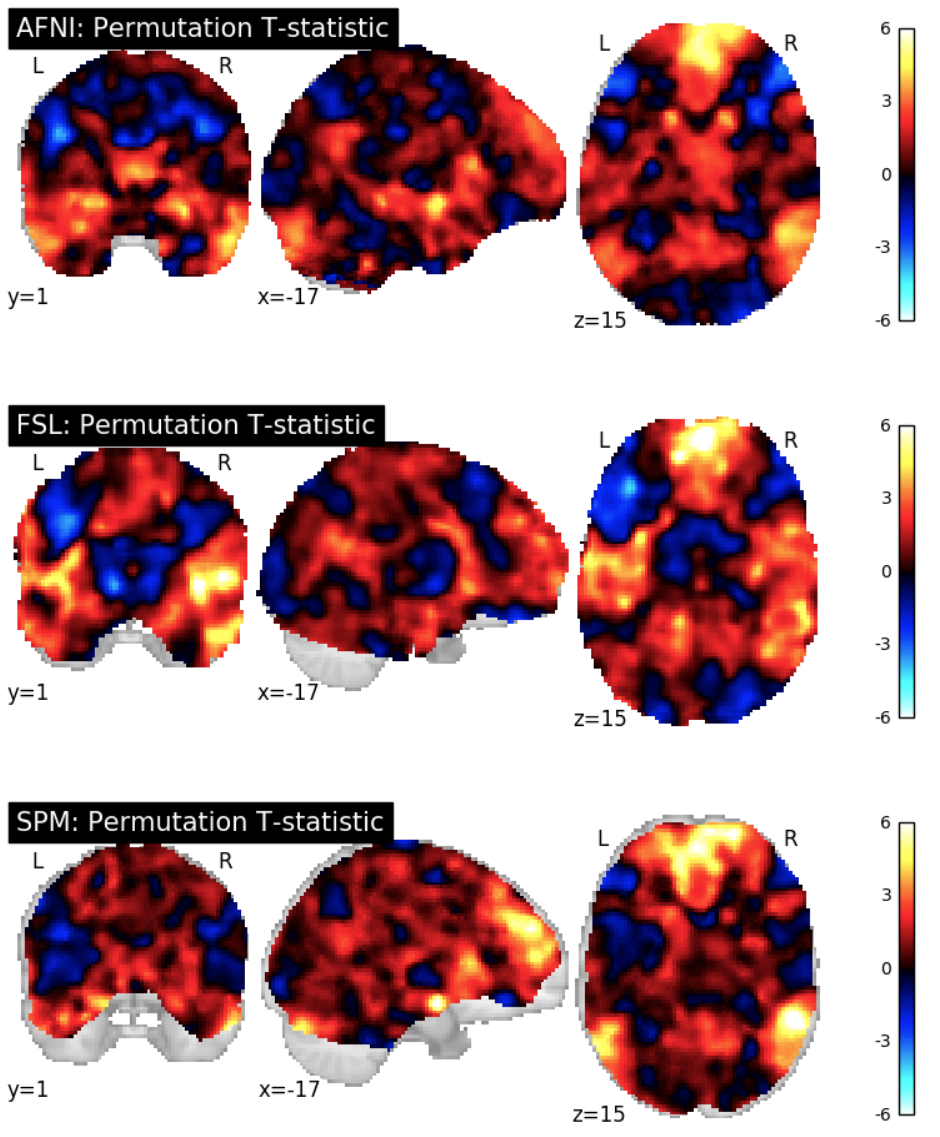 AFNI: Permutation T-statistic
L R L R
y=1 x=-17 z=15
6
3
0
-3
-6
FSL: Permutation T-statistic
L R L R
y=1 x=-17 z=15
6
3
0
-3
-6
SPM: Permutation T-statistic
L R L R
y=1 x=-17 z=15
6
3
0
-3
-6